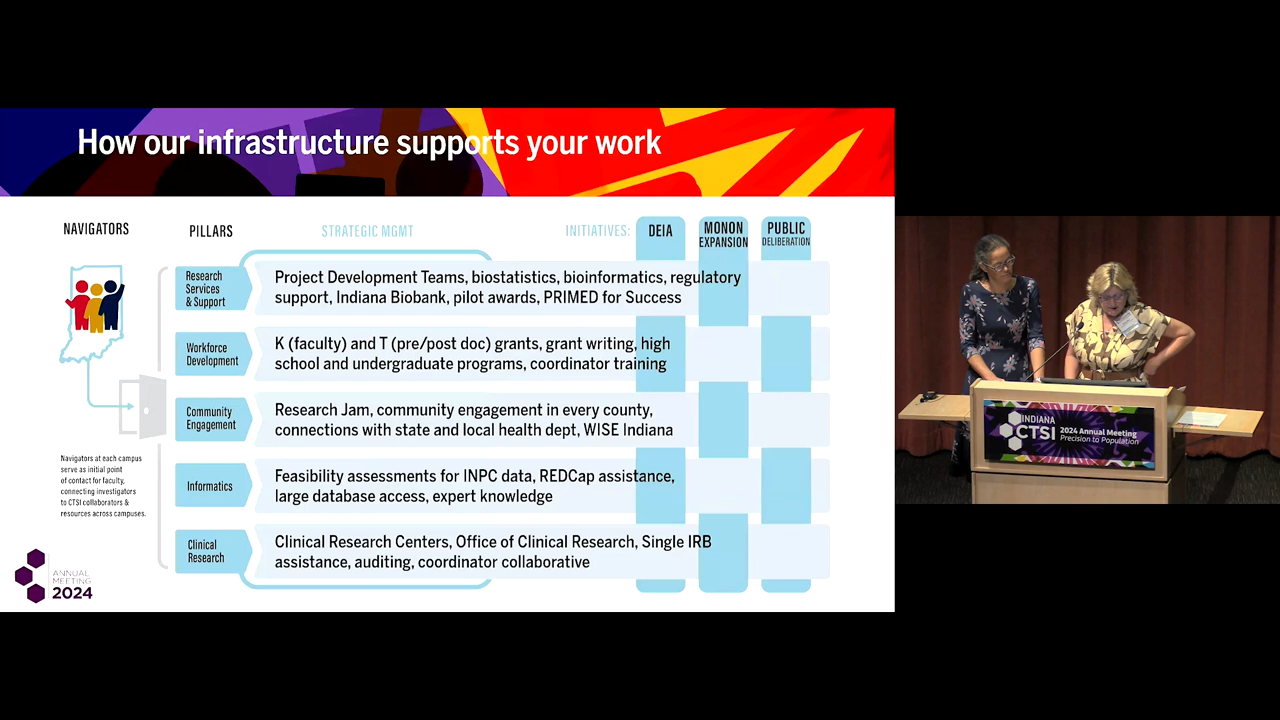 How our infrastructure supports your work
NAVIGATORS
PILLARS
STRATEGIC MGMT
INITIATIVES:
DEIA
MONON
EXPANSION
PUBLIC
DELIBERATION
Research
Services
& Support
Project Development Teams, biostatistics, bioinformatics, regulatory
support, Indiana Biobank, pilot awards, PRIMED for Success
Workforce
Development
K (faculty) and T (pre/post doc) grants, grant writing, high
school and undergraduate programs, coordinator training
Community
Engagement
Research Jam, community engagement in every county,
connections with state and local health dept, WISE Indiana
Informatics
Feasibility assessments for INPC data, REDCap assistance,
large database access, expert knowledge
Clinical
Research
Clinical Research Centers, Office of Clinical Research, Single IRB
assistance, auditing, coordinator collaborative
Navigators at each campus
serve as initial point
of contact for faculty,
connecting investigators
to CTSI collaborators &
resources across campuses.
ANNUAL
MEETING
2024
INDIANA
CTSI
2024 Annual Meeting
Precision to Population